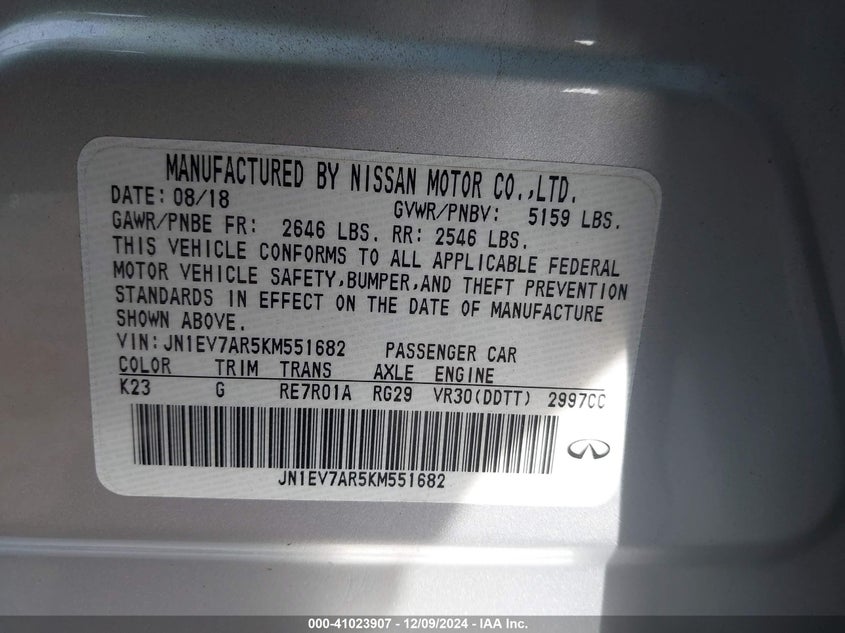 MANUFACTURED BY NISSAN MOTOR CO.,LTD.
DATE: 08/18 GVWR/PNBV: 5159 LBS.
GAWR/PNBE FR: 2646 LBS. RR: 2546 LBS.
THIS VEHICLE CONFORMS TO ALL APPLICABLE FEDERAL
MOTOR VEHICLE SAFETY,BUMPER,AND THEFT PREVENTION
STANDARDS IN EFFECT ON THE DATE OF MANUFACTURE
SHOWN ABOVE.
VIN:JN1EV7AR5KM551682 PASSENGER CAR
COLOR TRIM TRANS AXLE ENGINE
K23 G RE7R01A RG29 VR30(DDTT) 2997CC
JN1EV7AR5KM551682
000-41023907 - 12/09/2024 - IAA Inc.